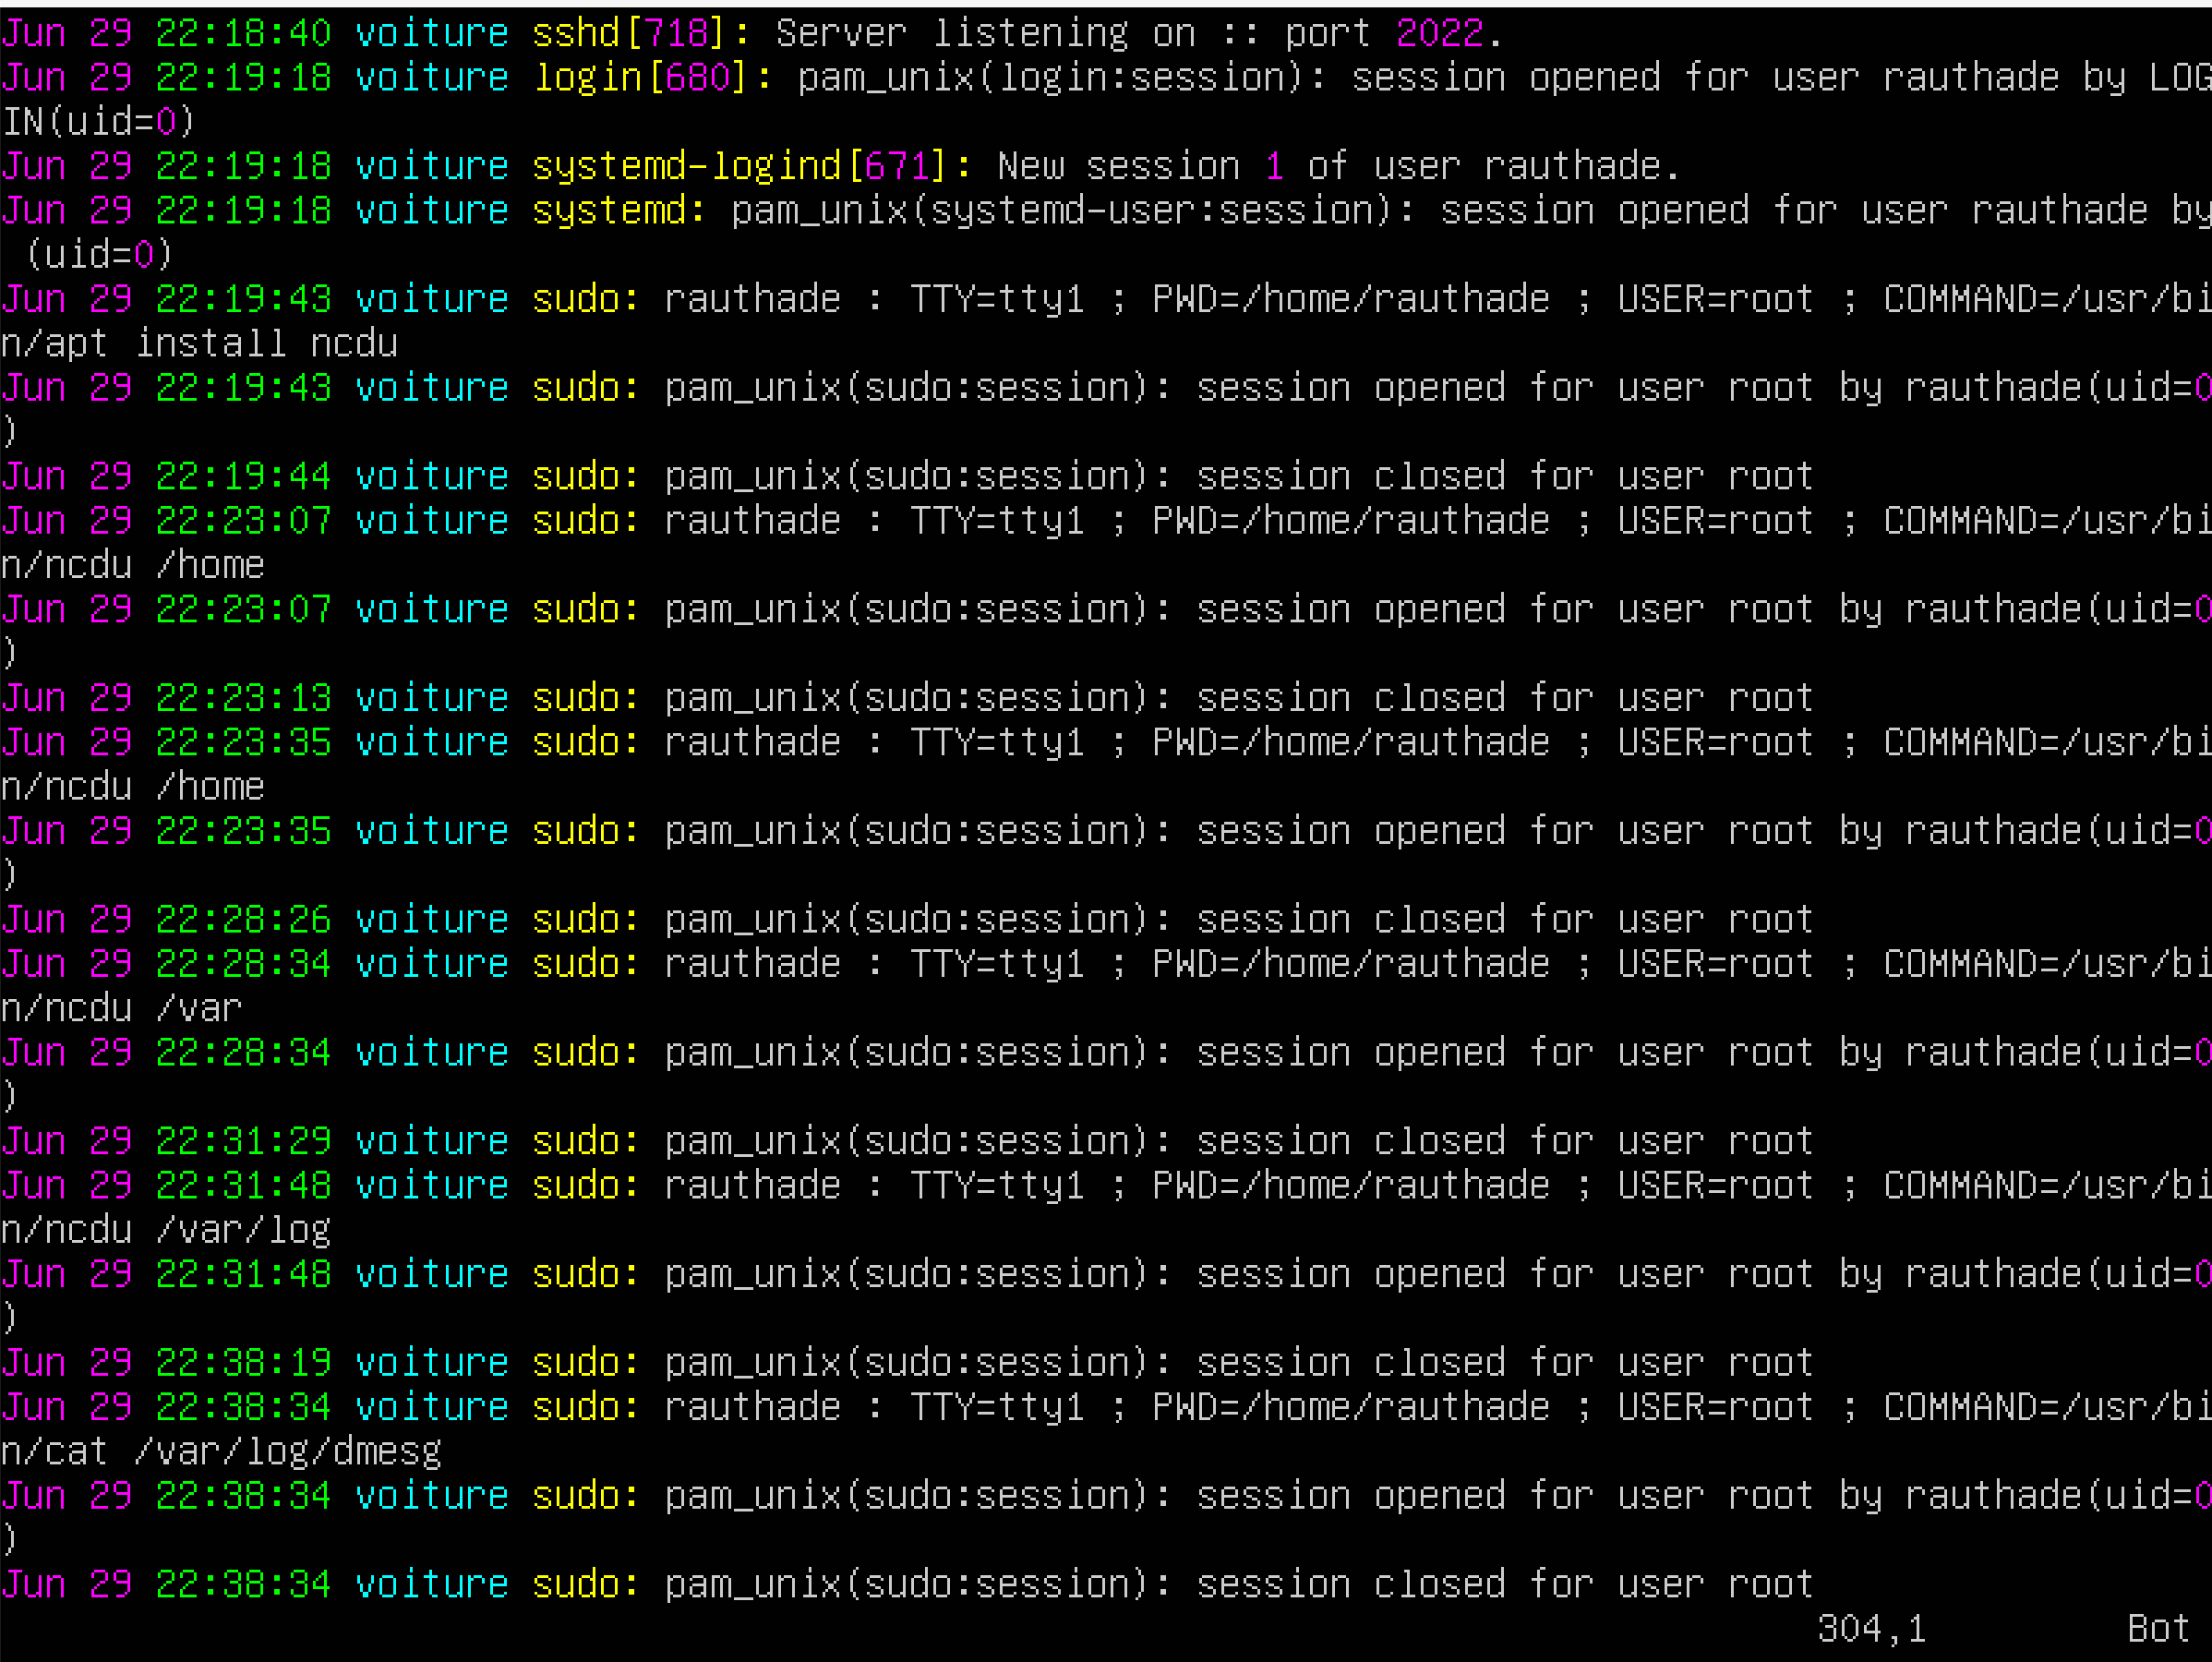 Jun 29 22:18:40 voiture sshd[718]: Server listening on :: port 2022.
Jun 29 22:19:18 voiture login[680]: pam_unix(login:session): session opened for user rauthade by LOG
IN(uid=0)
Jun 29 22:19:18 voiture systemd-logind[671]: New session 1 of user rauthade.
Jun 29 22:19:18 voiture systemd: pam_unix(systemd-user:session): session opened for user rauthade by
 (uid=0)
Jun 29 22:19:43 voiture sudo: rauthade : TTY=tty1 ; PWD=/home/rauthade ; USER=root ; COMMAND=/usr/bi
n/apt install ncdu
Jun 29 22:19:43 voiture sudo: pam_unix(sudo:session): session opened for user root by rauthade(uid=0
)
Jun 29 22:19:44 voiture sudo: pam_unix(sudo:session): session closed for user root
Jun 29 22:23:07 voiture sudo: rauthade : TTY=tty1 ; PWD=/home/rauthade ; USER=root ; COMMAND=/usr/bi
n/ncdu /home
Jun 29 22:23:07 voiture sudo: pam_unix(sudo:session): session opened for user root by rauthade(uid=0
)
Jun 29 22:23:13 voiture sudo: pam_unix(sudo:session): session closed for user root
Jun 29 22:23:35 voiture sudo: rauthade : TTY=tty1 ; PWD=/home/rauthade ; USER=root ; COMMAND=/usr/bi
n/ncdu /home
Jun 29 22:23:35 voiture sudo: pam_unix(sudo:session): session opened for user root by rauthade(uid=0
)
Jun 29 22:28:26 voiture sudo: pam_unix(sudo:session): session closed for user root
Jun 29 22:28:34 voiture sudo: rauthade : TTY=tty1 ; PWD=/home/rauthade ; USER=root ; COMMAND=/usr/bi
n/ncdu /var
Jun 29 22:28:34 voiture sudo: pam_unix(sudo:session): session opened for user root by rauthade(uid=0
)
Jun 29 22:31:29 voiture sudo: pam_unix(sudo:session): session closed for user root
Jun 29 22:31:48 voiture sudo: rauthade : TTY=tty1 ; PWD=/home/rauthade ; USER=root ; COMMAND=/usr/bi
n/ncdu /var/log
Jun 29 22:31:48 voiture sudo: pam_unix(sudo:session): session opened for user root by rauthade(uid=0
)
Jun 29 22:38:19 voiture sudo: pam_unix(sudo:session): session closed for user root
Jun 29 22:38:34 voiture sudo: rauthade : TTY=tty1 ; PWD=/home/rauthade ; USER=root ; COMMAND=/usr/bi
n/cat /var/log/dmesg
Jun 29 22:38:34 voiture sudo: pam_unix(sudo:session): session opened for user root by rauthade(uid=0
)
Jun 29 22:38:34 voiture sudo: pam_unix(sudo:session): session closed for user root
304,1 Bot